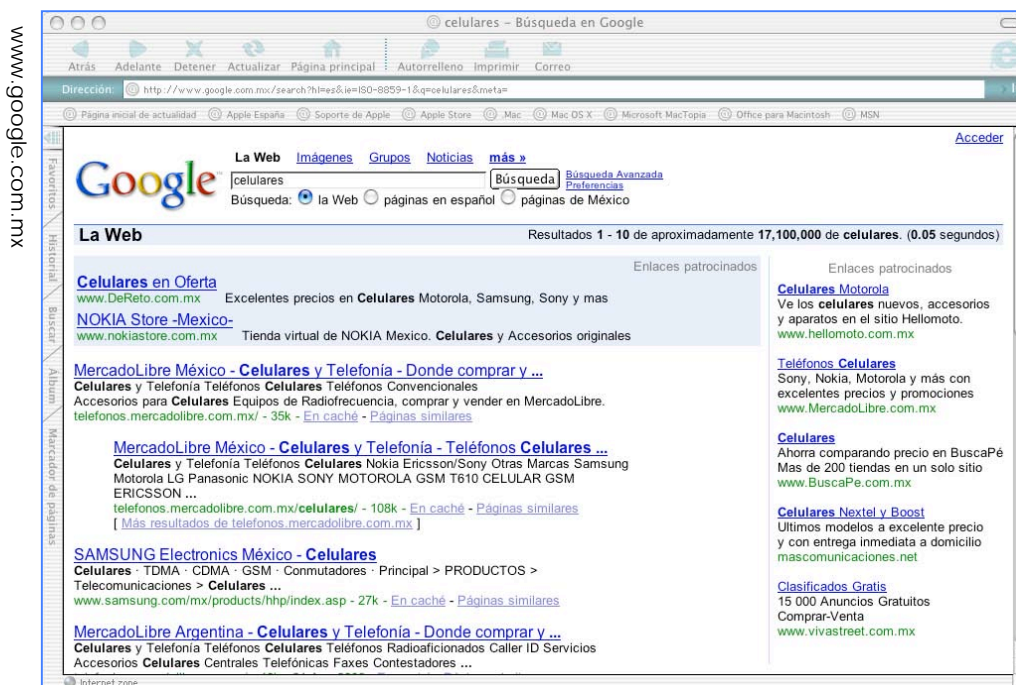 www.google.com.mx
celulares – Búsqueda en Google
Atrás Adelante Detener Actualizar Página principal Autorrelleno Imprimir Correo
Dirección: http://www.google.com.mx/search?hl=es&ie=ISO-8859-1&q=celulares&meta=
Página inicial de actualidad Apple España Soporte de Apple Apple Store .Mac Mac OS X Microsoft MacTopia Office para Macintosh MSN
Favoritos
Historial
Buscar
Álbum
Marcador de páginas
Acceder
Google™
La Web Imágenes Grupos Noticias más »
celulares Búsqueda Búsqueda Avanzada
Preferencias
Búsqueda: la Web páginas en español páginas de México
La Web Resultados 1 - 10 de aproximadamente 17,100,000 de celulares. (0.05 segundos)
Enlaces patrocinados
Celulares en Oferta
www.DeReto.com.mx Excelentes precios en Celulares Motorola, Samsung, Sony y mas
NOKIA Store -Mexico-
www.nokiastore.com.mx Tienda virtual de NOKIA Mexico. Celulares y Accesorios originales
MercadoLibre México - Celulares y Telefonía - Donde comprar y ...
Celulares y Telefonía Teléfonos Celulares Teléfonos Convencionales
Accesorios para Celulares Equipos de Radiofrecuencia, comprar y vender en MercadoLibre.
telefonos.mercadolibre.com.mx/ - 35k - En caché - Páginas similares
MercadoLibre México - Celulares y Telefonía - Teléfonos Celulares ...
Celulares y Telefonía Teléfonos Celulares Nokia Ericsson/Sony Otras Marcas Samsung
Motorola LG Panasonic NOKIA SONY MOTOROLA GSM T610 CELULAR GSM
ERICSSON ...
telefonos.mercadolibre.com.mx/celulares/ - 108k - En caché - Páginas similares
[ Más resultados de telefonos.mercadolibre.com.mx ]
SAMSUNG Electronics México - Celulares
Celulares · TDMA · CDMA · GSM · Conmutadores · Principal > PRODUCTOS >
Telecomunicaciones > Celulares ...
www.samsung.com/mx/products/hhp/index.asp - 27k - En caché - Páginas similares
MercadoLibre Argentina - Celulares y Telefonía - Donde comprar y ...
Celulares y Telefonía Teléfonos Celulares Teléfonos Radioaficionados Caller ID Servicios
Accesorios Celulares Centrales Telefónicas Faxes Contestadores ...
Enlaces patrocinados
Celulares Motorola
Ve los celulares nuevos, accesorios
y aparatos en el sitio Hellomoto.
www.hellomoto.com.mx
Teléfonos Celulares
Sony, Nokia, Motorola y más con
excelentes precios y promociones
www.MercadoLibre.com.mx
Celulares
Ahorra comparando precio en BuscaPé
Mas de 200 tiendas en un solo sitio
www.BuscaPe.com.mx
Celulares Nextel y Boost
Ultimos modelos a excelente precio
y con entrega inmediata a domicilio
mascomunicaciones.net
Clasificados Gratis
15 000 Anuncios Gratuitos
Comprar-Venta
www.vivastreet.com.mx
Internet zone